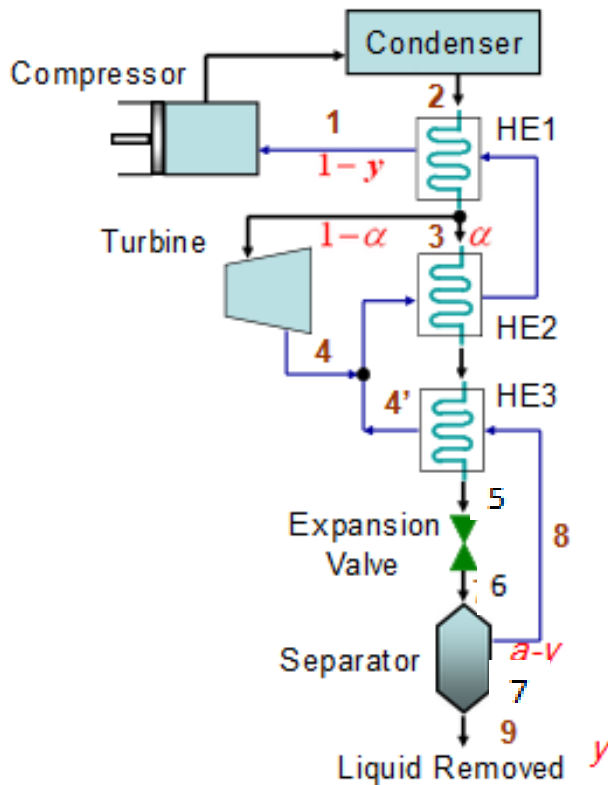 Condenser
Compressor
2
1
HE1
1- y
Turbine
1-α
3
α
4
HE2
4’
HE3
5
Expansion
Valve
8
6
Separator
a-v
7
9
y
Liquid Removed